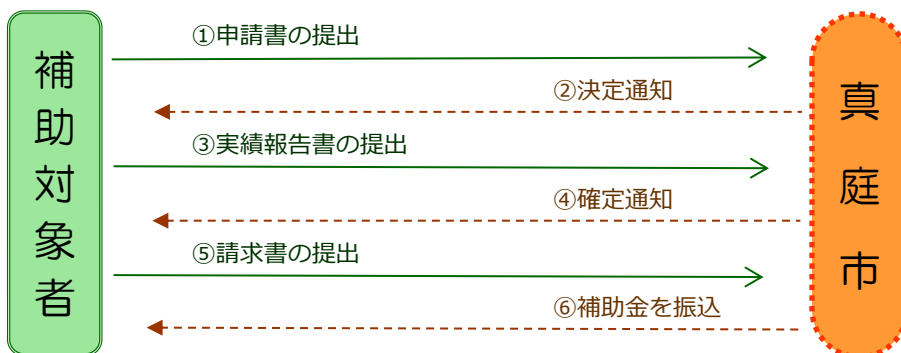 補助対象者
①申請書の提出
②決定通知
③実績報告書の提出
④確定通知
⑤請求書の提出
⑥補助金を振込
真庭市